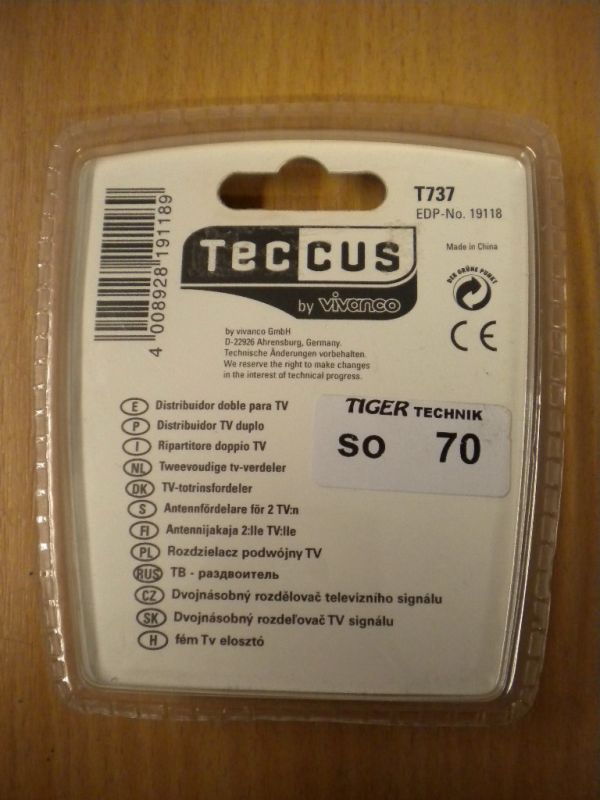 T737
EDP-No. 19118
Made in China
DER GRÜNE PUNKT
4 008928 191189
TECCUS
by vivanco
CE
by vivanco GmbH
D-22926 Ahrensburg, Germany.
Technische Änderungen vorbehalten.
We reserve the right to make changes
in the interest of technical progress.
TIGER TECHNIK
SO 70
E Distribuidor doble para TV
P Distribuidor TV duplo
I Ripartitore doppio TV
NL Tweevoudige tv-verdeler
DK TV-totrinsfordeler
S Antennfördelare för 2 TV:n
FI Antennijakaja 2:lle TV:lle
PL Rozdzielacz podwójny TV
RUS ТВ - раздвоитель
CZ Dvojnásobný rozdělovač televizního signálu
SK Dvojnásobný rozdeľovač TV signálu
H fém Tv elosztó